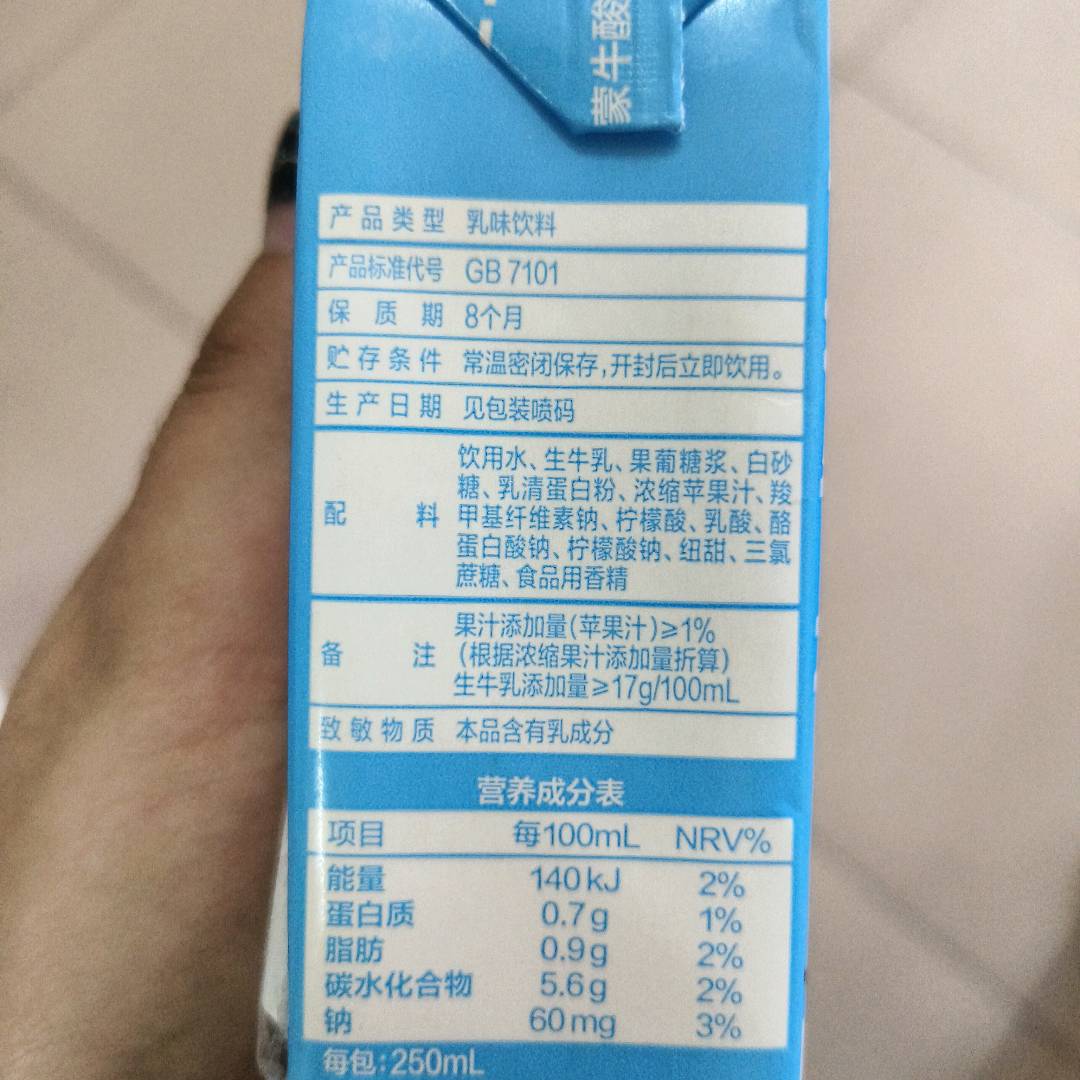 蒙牛酸
产品类型 乳味饮料
产品标准代号 GB 7101
保质期 8个月
贮存条件 常温密闭保存,开封后立即饮用。
生产日期 见包装喷码
配料 饮用水、生牛乳、果葡糖浆、白砂
糖、乳清蛋白粉、浓缩苹果汁、羧
甲基纤维素钠、柠檬酸、乳酸、酪
蛋白酸钠、柠檬酸钠、纽甜、三氯
蔗糖、食品用香精
备注 果汁添加量(苹果汁)≥1%
(根据浓缩果汁添加量折算)
生牛乳添加量≥17g/100mL
致敏物质 本品含有乳成分
营养成分表
项目 每100mL NRV%
能量 140kJ 2%
蛋白质 0.7g 1%
脂肪 0.9g 2%
碳水化合物 5.6g 2%
钠 60mg 3%
每包:250mL